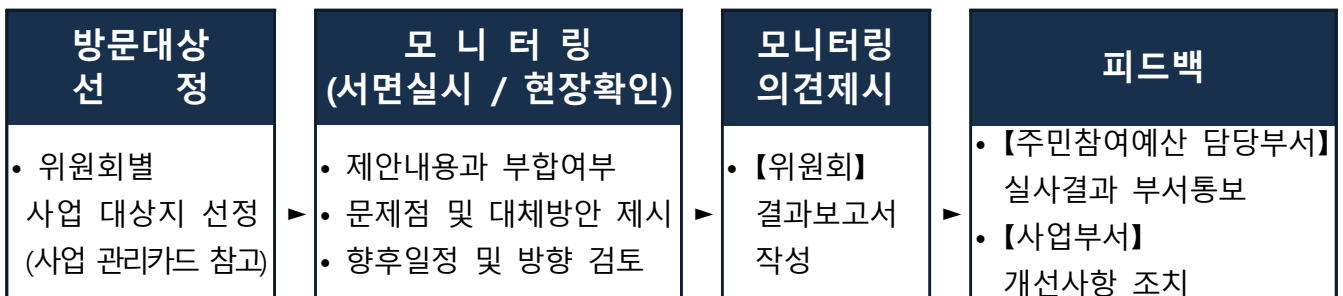 방문대상
선 정
• 위원회별
사업 대상지 선정
(사업 관리카드 참고)
►
모 니 터 링
(서면실시 / 현장확인)
• 제안내용과 부합여부
• 문제점 및 대체방안 제시
• 향후일정 및 방향 검토
►
모니터링
의견제시
• 【위원회】
결과보고서
작성
►
피드백
• 【주민참여예산 담당부서】
실사결과 부서통보
• 【사업부서】
개선사항 조치